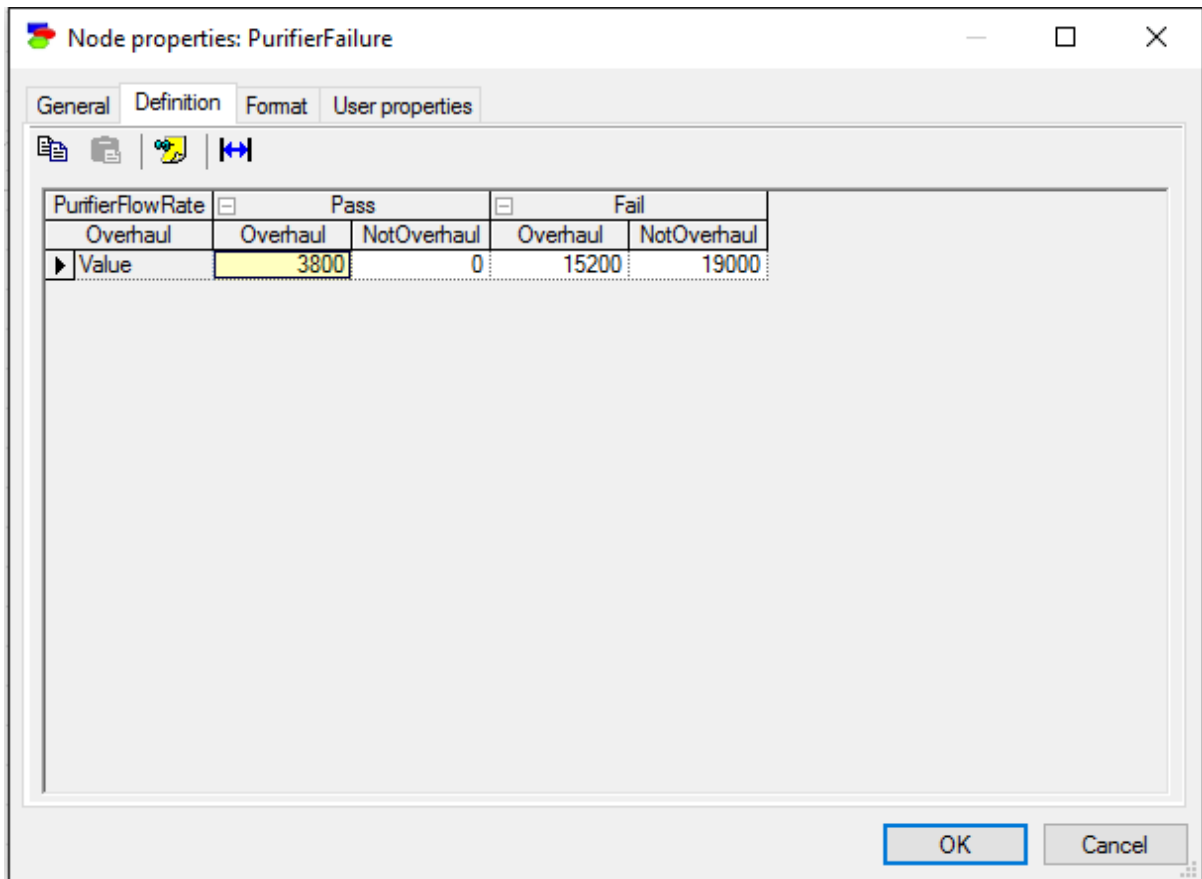 Node properties: PurifierFailure
General Definition Format User properties
PurifierFlowRate Pass Fail
Overhaul Overhaul NotOverhaul Overhaul NotOverhaul
Value 3800 0 15200 19000
OK Cancel